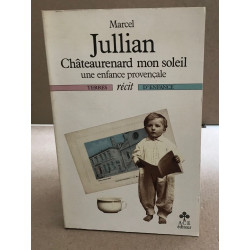 Marcel
Jullian
Châteaurenard mon soleil
une enfance provençale
TERRES récit D'ENFANCE
A.C.E.
éditeur